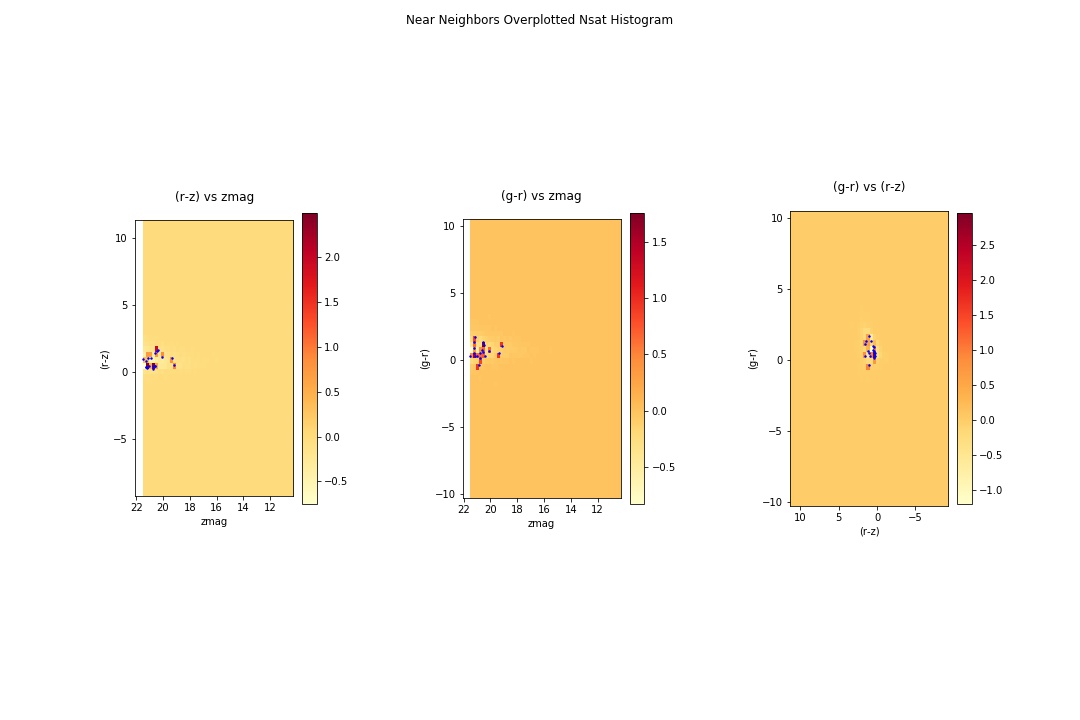 Near Neighbors Overplotted Nsat Histogram
(r-z) vs zmag
10
5
0
−5
(r-z)
22 20 18 16 14 12
zmag
2.0
1.5
1.0
0.5
0.0
−0.5
(g-r) vs zmag
10
5
0
−5
−10
(g-r)
22 20 18 16 14 12
zmag
1.5
1.0
0.5
0.0
−0.5
(g-r) vs (r-z)
10
5
0
−5
−10
(g-r)
10 5 0 −5
(r-z)
2.5
2.0
1.5
1.0
0.5
0.0
−0.5
−1.0